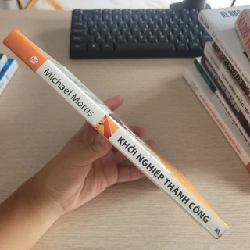 Michael Morris
KHỞI NGHIỆP THÀNH CÔNG